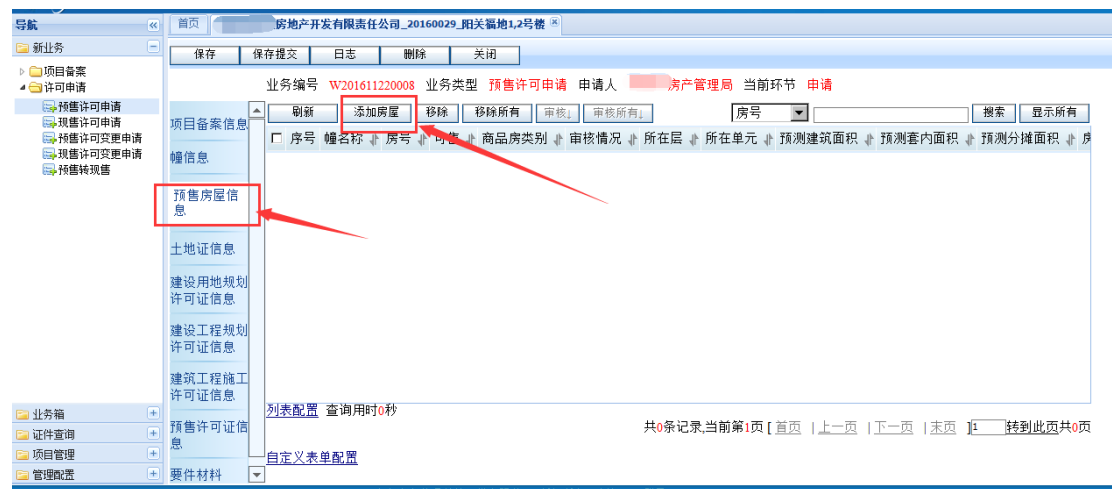 导航
首页 房地产开发有限责任公司_20160029_阳关福地1,2号楼
新业务
保存 保存提交 日志 删除 关闭
项目备案
许可申请
预售许可申请
现售许可申请
预售许可变更申请
现售许可变更申请
预售转现售
业务编号 W201611220008 业务类型 预售许可申请 申请人 房产管理局 当前环节 申请
刷新 添加房屋 移除 移除所有 审核↓ 审核所有↓ 房号 搜索 显示所有
序号 幢名称 房号 可售 商品房类别 审核情况 所在层 所在单元 预测建筑面积 预测套内面积 预测分摊面积
项目备案信息
幢信息
预售房屋信
息
土地证信息
建设用地规划
许可证信息
建设工程规划
许可证信息
建筑工程施工
许可证信息
预售许可证信
息
要件材料
列表配置 查询用时0秒
共0条记录,当前第1页 [ 首页 | 上一页 | 下一页 | 末页 ]1 转到此页共0页
自定义表单配置
业务箱
证件查询
项目管理
管理配置